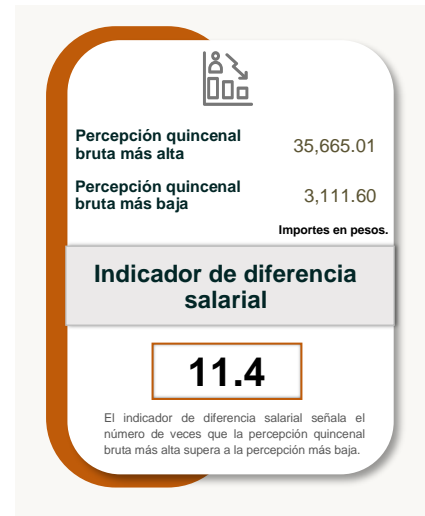 Percepción quincenal
bruta más alta
35,665.01
Percepción quincenal
bruta más baja
3,111.60
Importes en pesos.
Indicador de diferencia
salarial
11.4
El indicador de diferencia salarial señala el
número de veces que la percepción quincenal
bruta más alta supera a la percepción más baja.